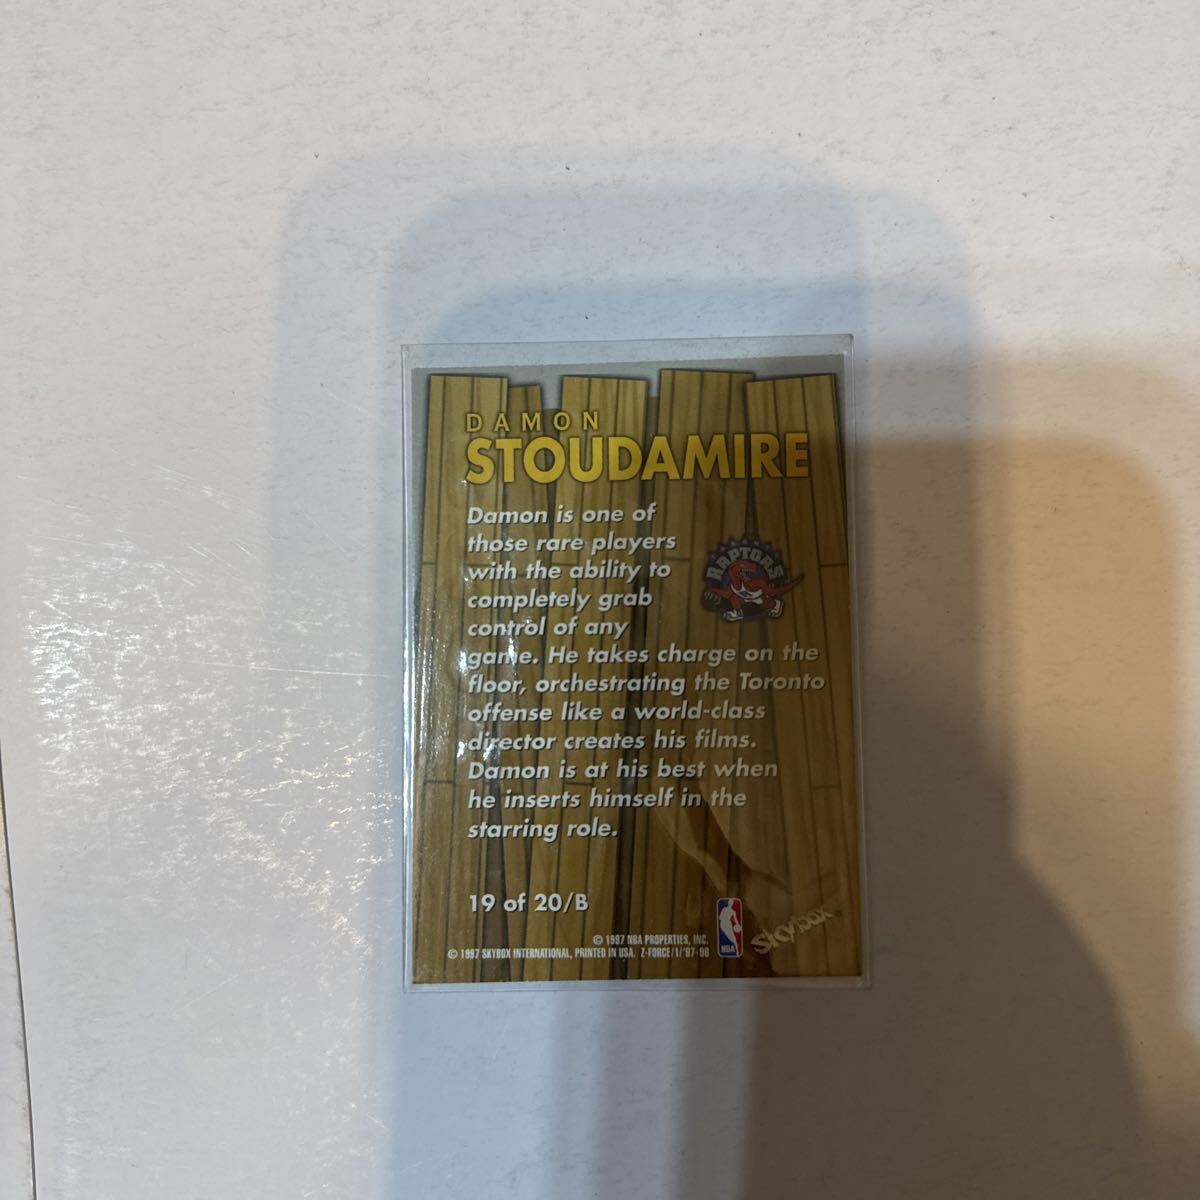 DAMON
STOUDAMIRE
Damon is one of
those rare players
with the ability to
completely grab
control of any
game. He takes charge on the
floor, orchestrating the Toronto
offense like a world-class
director creates his films.
Damon is at his best when
he inserts himself in the
starring role.
RAPTORS
19 of 20/B
© 1997 NBA PROPERTIES, INC.
© 1997 SKYBOX INTERNATIONAL, PRINTED IN USA. Z-FORCE/1/'97-98
NBA
Skybox